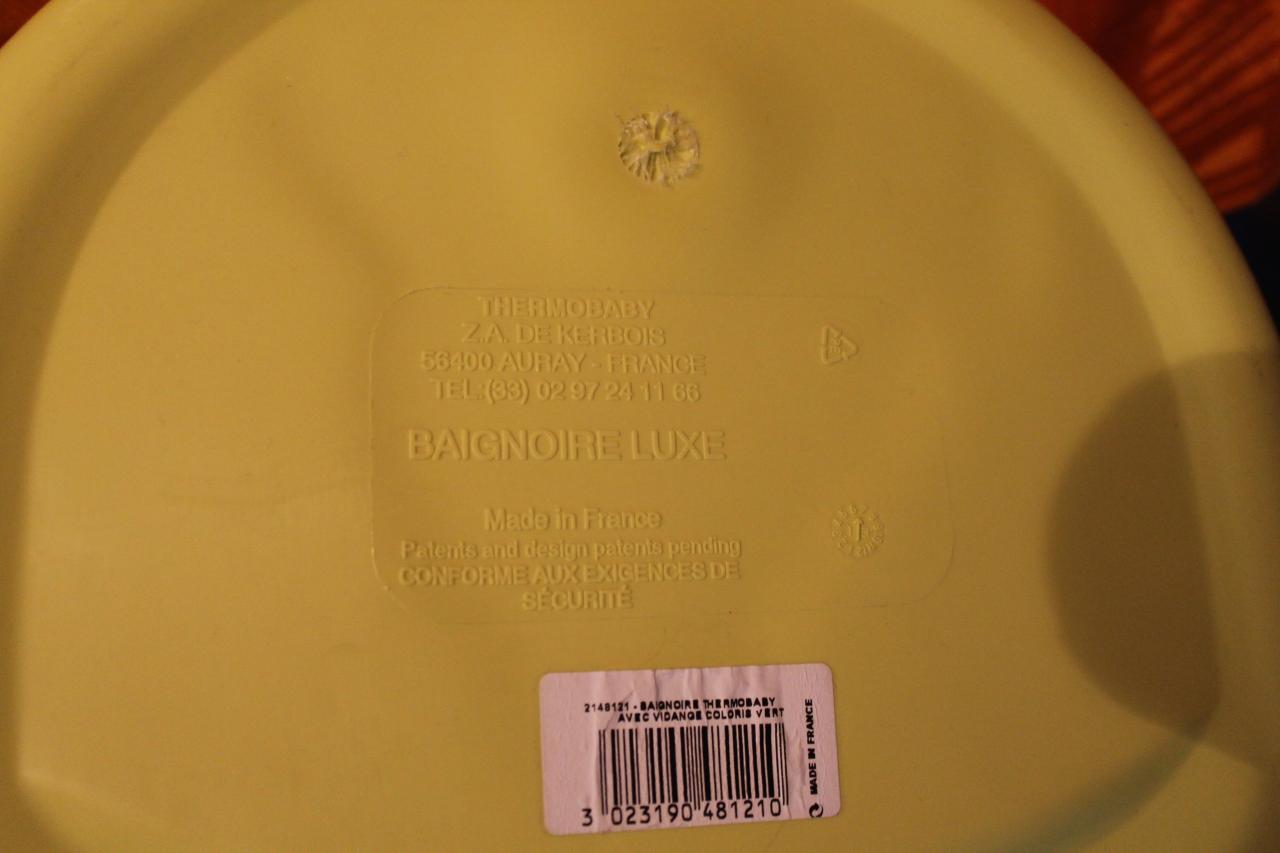 THERMOBABY
Z.A. DE KERBOIS
56400 AURAY - FRANCE
TEL.:(33) 02 97 24 11 66
BAIGNOIRE LUXE
Made in France
Patents and design patents pending
CONFORME AUX EXIGENCES DE
SÉCURITÉ
2148121 - BAIGNOIRE THERMOBABY
AVEC VIDANGE COLORIS VERT
MADE IN FRANCE
3 023190 481210